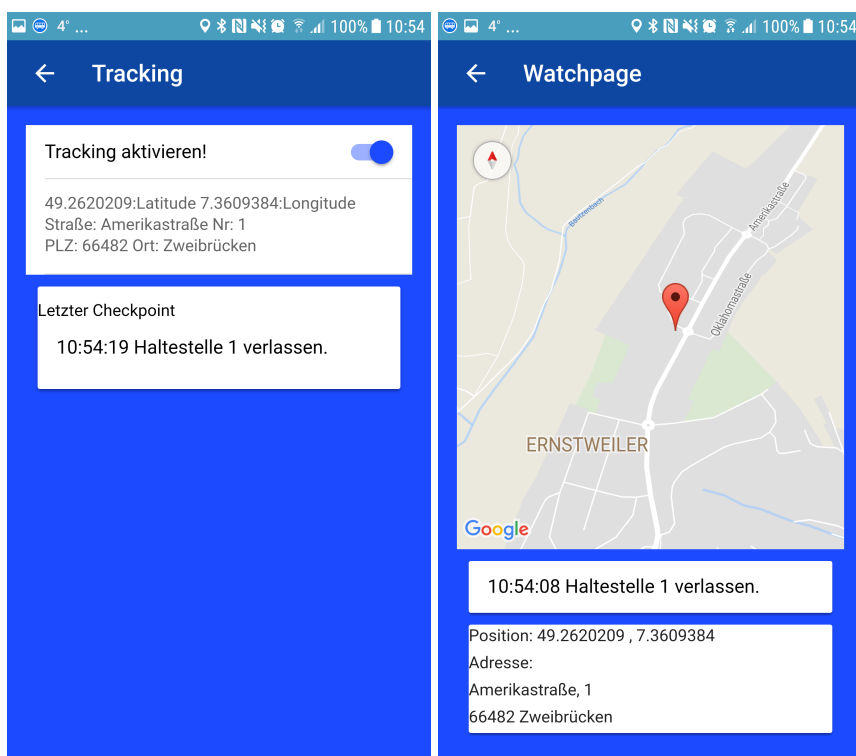 4° ...
100% 10:54
Tracking
Tracking aktivieren!
49.2620209:Latitude 7.3609384:Longitude
Straße: Amerikastraße Nr: 1
PLZ: 66482 Ort: Zweibrücken
Letzter Checkpoint
10:54:19 Haltestelle 1 verlassen.
4° ...
100% 10:54
Watchpage
Amerikastraße
Oklahomastraße
ERNSTWEILER
Google
10:54:08 Haltestelle 1 verlassen.
Position: 49.2620209 , 7.3609384
Adresse:
Amerikastraße, 1
66482 Zweibrücken